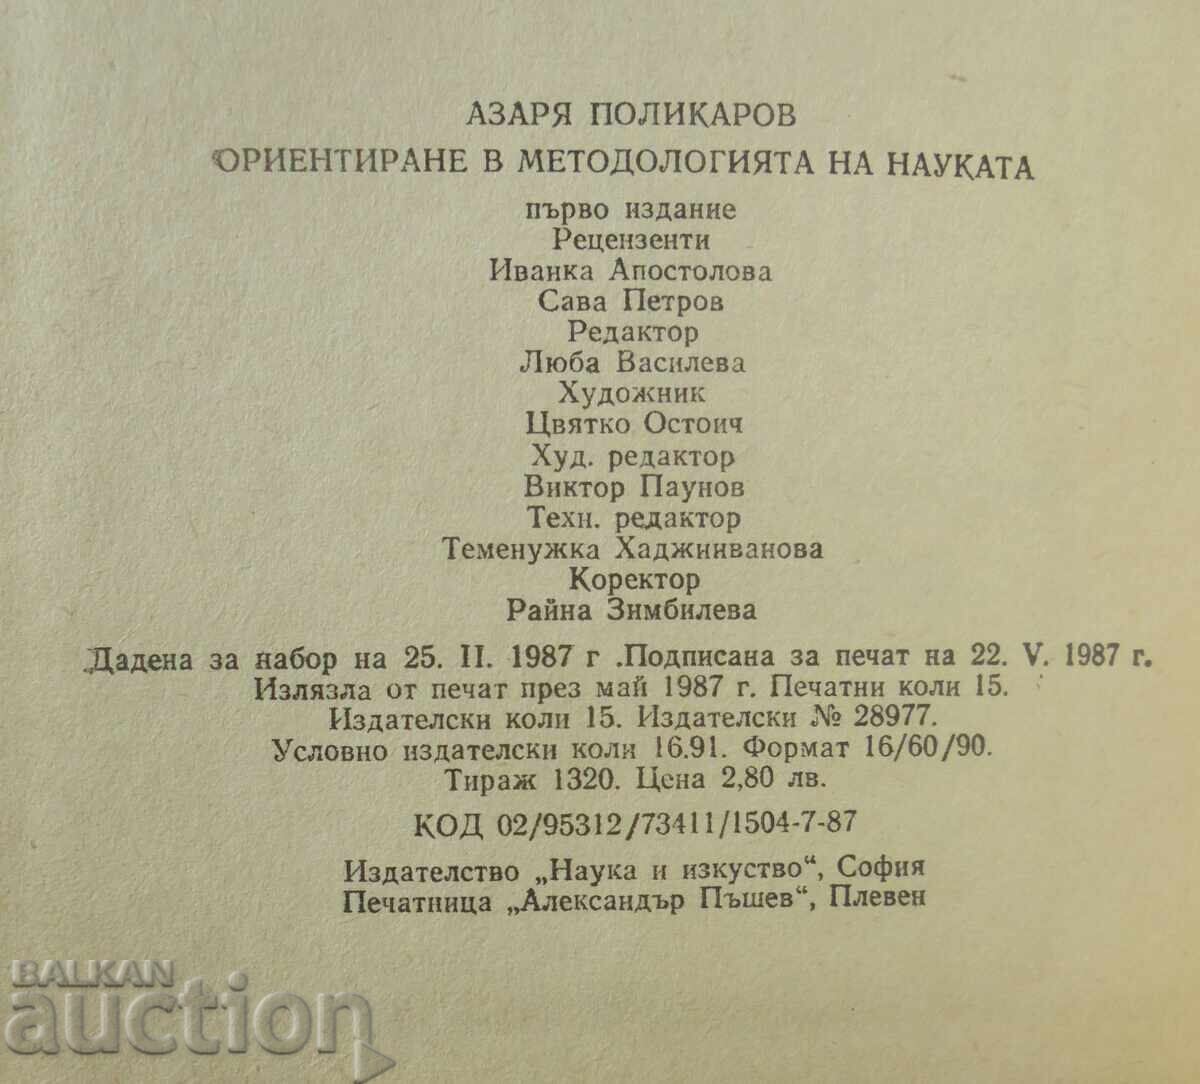 АЗАРЯ ПОЛИКАРОВ
ОРИЕНТИРАНЕ В МЕТОДОЛОГИЯТА НА НАУКАТА
първо издание
Рецензенти
Иванка Апостолова
Сава Петров
Редактор
Люба Василева
Художник
Цвятко Остоич
Худ. редактор
Виктор Паунов
Техн. редактор
Теменужка Хаджииванова
Коректор
Райна Зимбилева
Дадена за набор на 25. II. 1987 г .Подписана за печат на 22. V. 1987 г.
Излязла от печат през май 1987 г. Печатни коли 15.
Издателски коли 15. Издателски № 28977.
Условно издателски коли 16.91. Формат 16/60/90.
Тираж 1320. Цена 2,80 лв.
КОД 02/95312/73411/1504-7-87
Издателство „Наука и изкуство“, София
Печатница „Александър Пъшев“, Плевен
BALKAN
auction